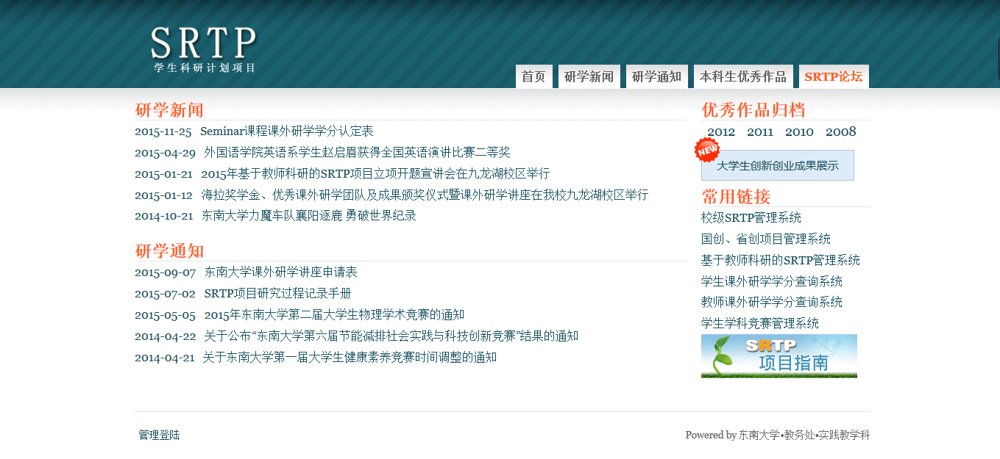 SRTP
学生科研计划项目
首页 研学新闻 研学通知 本科生优秀作品 SRTP论坛
研学新闻
2015-11-25 Seminar课程课外研学学分认定表
2015-04-29 外国语学院英语系学生赵启眉获得全国英语演讲比赛二等奖
2015-01-21 2015年基于教师科研的SRTP项目立项开题宣讲会在九龙湖校区举行
2015-01-12 海拉奖学金、优秀课外研学团队及成果颁奖仪式暨课外研学讲座在我校九龙湖校区举行
2014-10-21 东南大学力魔车队襄阳逐鹿 勇破世界纪录
研学通知
2015-09-07 东南大学课外研学讲座申请表
2015-07-02 SRTP项目研究过程记录手册
2015-05-05 2015年东南大学第二届大学生物理学术竞赛的通知
2014-04-22 关于公布“东南大学第六届节能减排社会实践与科技创新竞赛”结果的通知
2014-04-21 关于东南大学第一届大学生健康素养竞赛时间调整的通知
优秀作品归档
2012 2011 2010 2008
NEW
大学生创新创业成果展示
常用链接
校级SRTP管理系统
国创、省创项目管理系统
基于教师科研的SRTP管理系统
学生课外研学学分查询系统
教师课外研学学分查询系统
学生学科竞赛管理系统
SRTP
项目指南
管理登陆
Powered by 东南大学•教务处•实践教学科